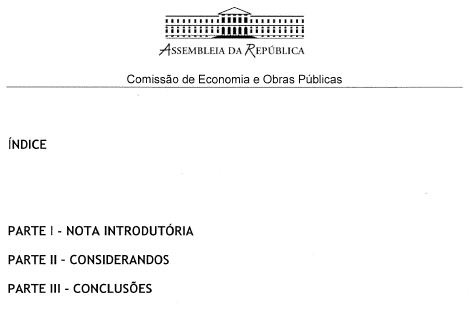 ASSEMBLEIA DA REPÚBLICA
Comissão de Economia e Obras Públicas
ÍNDICE
PARTE I - NOTA INTRODUTÓRIA
PARTE II – CONSIDERANDOS
PARTE III – CONCLUSÕES